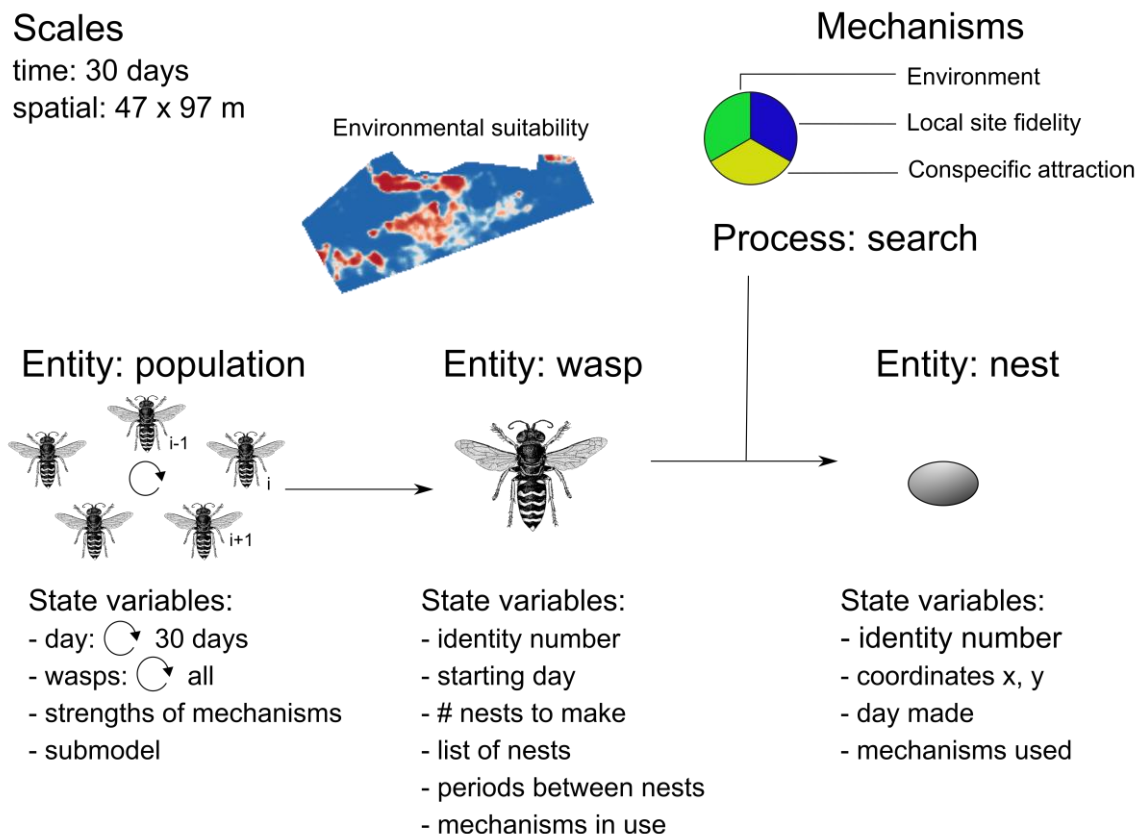 Scales
time: 30 days
spatial: 47 x 97 m
Environmental suitability
Mechanisms
Environment
Local site fidelity
Conspecific attraction
Process: search
Entity: population
i-1
i
i+1
Entity: wasp
Entity: nest
State variables:
- day: 30 days
- wasps: all
- strengths of mechanisms
- submodel
State variables:
- identity number
- starting day
- # nests to make
- list of nests
- periods between nests
- mechanisms in use
State variables:
- identity number
- coordinates x, y
- day made
- mechanisms used